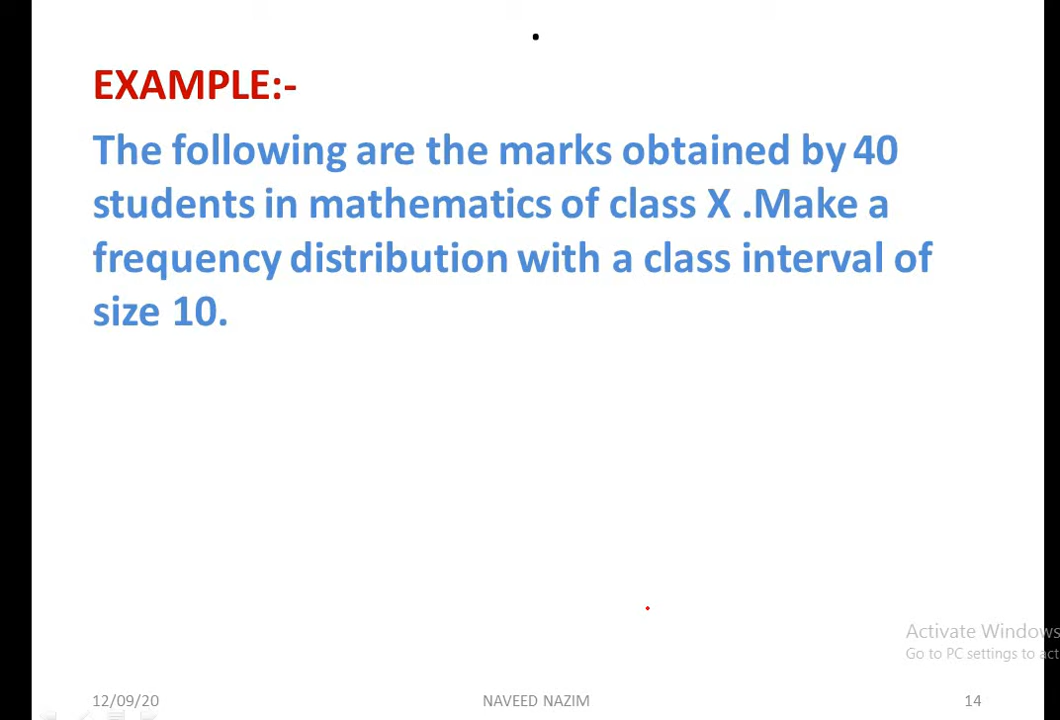 EXAMPLE:-
The following are the marks obtained by 40
students in mathematics of class X .Make a
frequency distribution with a class interval of
size 10.
Activate Windows
Go to PC settings to act
12/09/20
NAVEED NAZIM
14